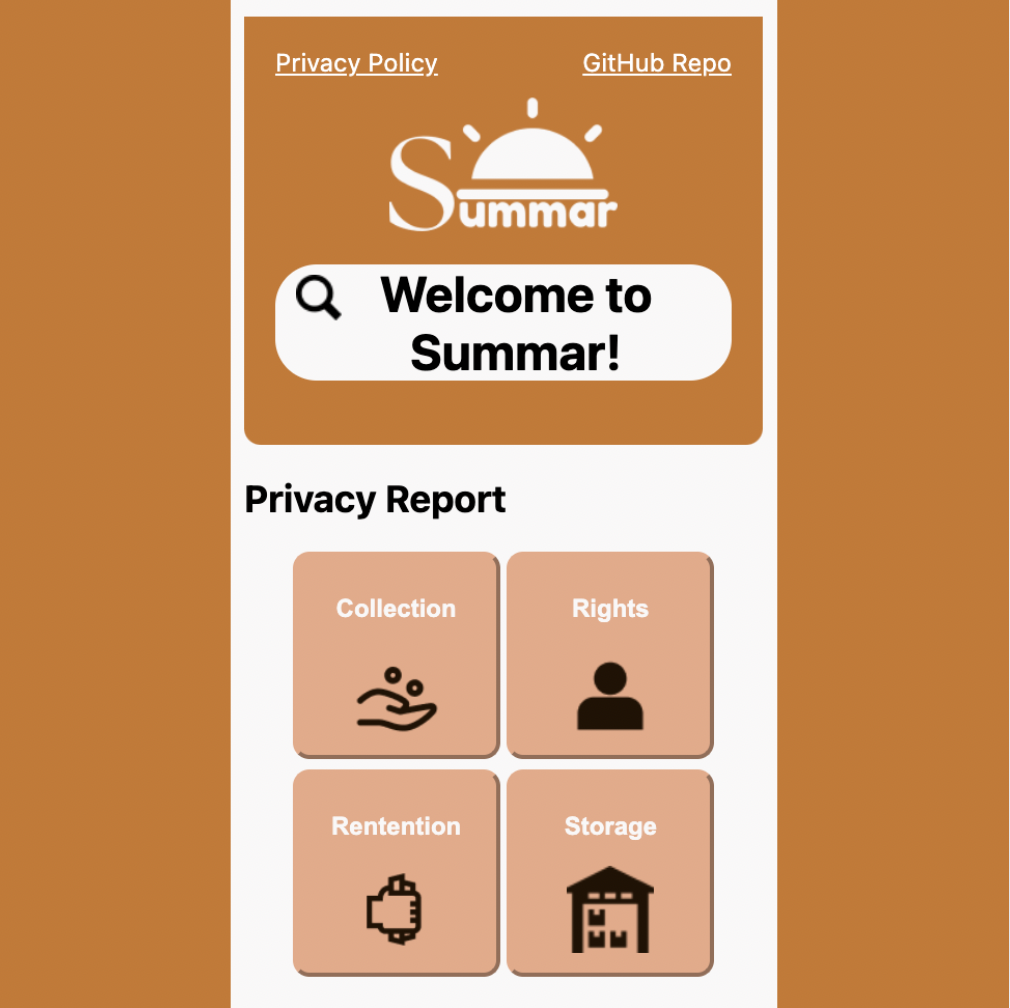 Privacy Policy GitHub Repo
Summar
Welcome to
Summar!
Privacy Report
Collection Rights
Rentention Storage